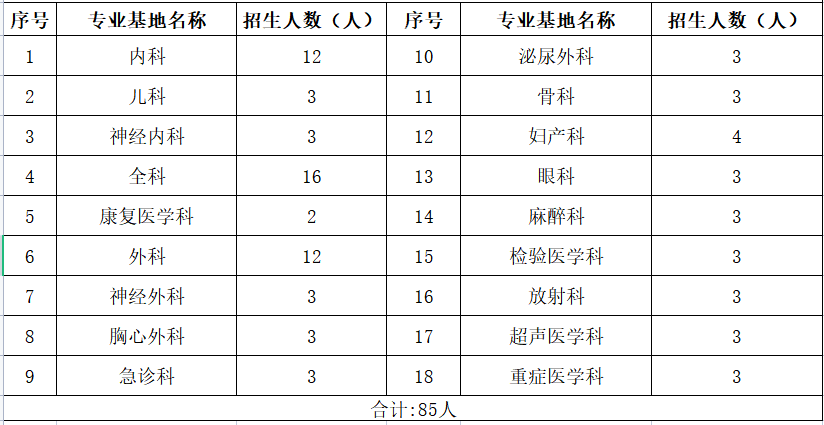 序号 专业基地名称 招生人数（人） 序号 专业基地名称 招生人数（人）
1 内科 12 10 泌尿外科 3
2 儿科 3 11 骨科 3
3 神经内科 3 12 妇产科 4
4 全科 16 13 眼科 3
5 康复医学科 2 14 麻醉科 3
6 外科 12 15 检验医学科 3
7 神经外科 3 16 放射科 3
8 胸心外科 3 17 超声医学科 3
9 急诊科 3 18 重症医学科 3
合计:85人